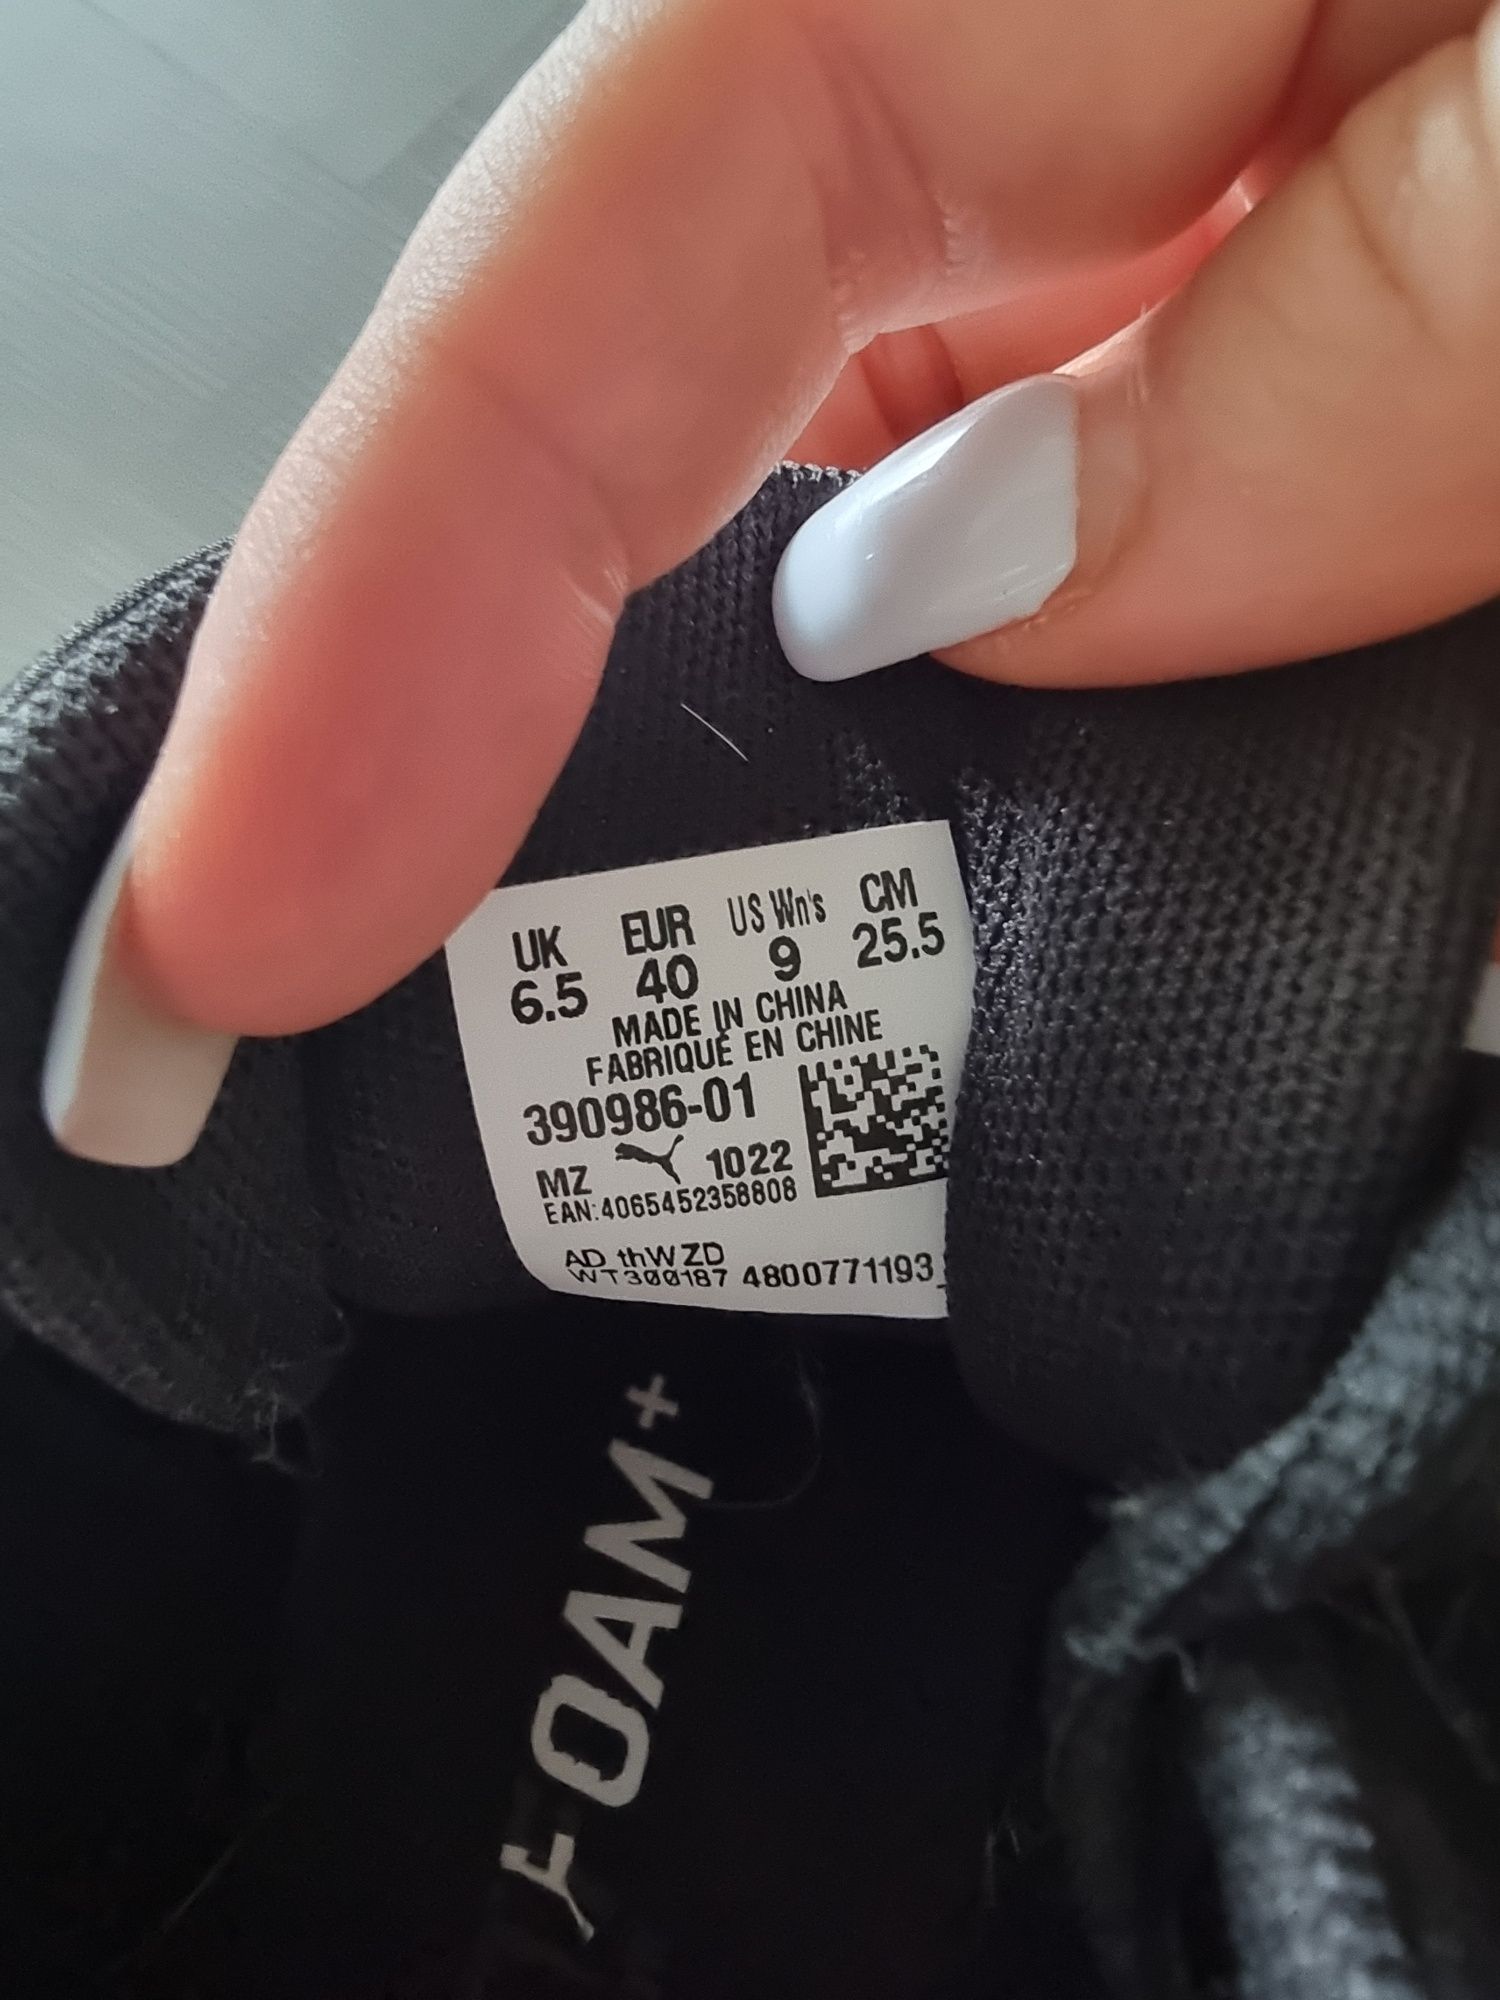 UK EUR US Wn's CM
6.5 40 9 25.5
MADE IN CHINA
FABRIQUÉ EN CHINE
390986-01
MZ 1022
EAN:4065452358808
AD thW ZD
WT300187 4800771193
FOAM+